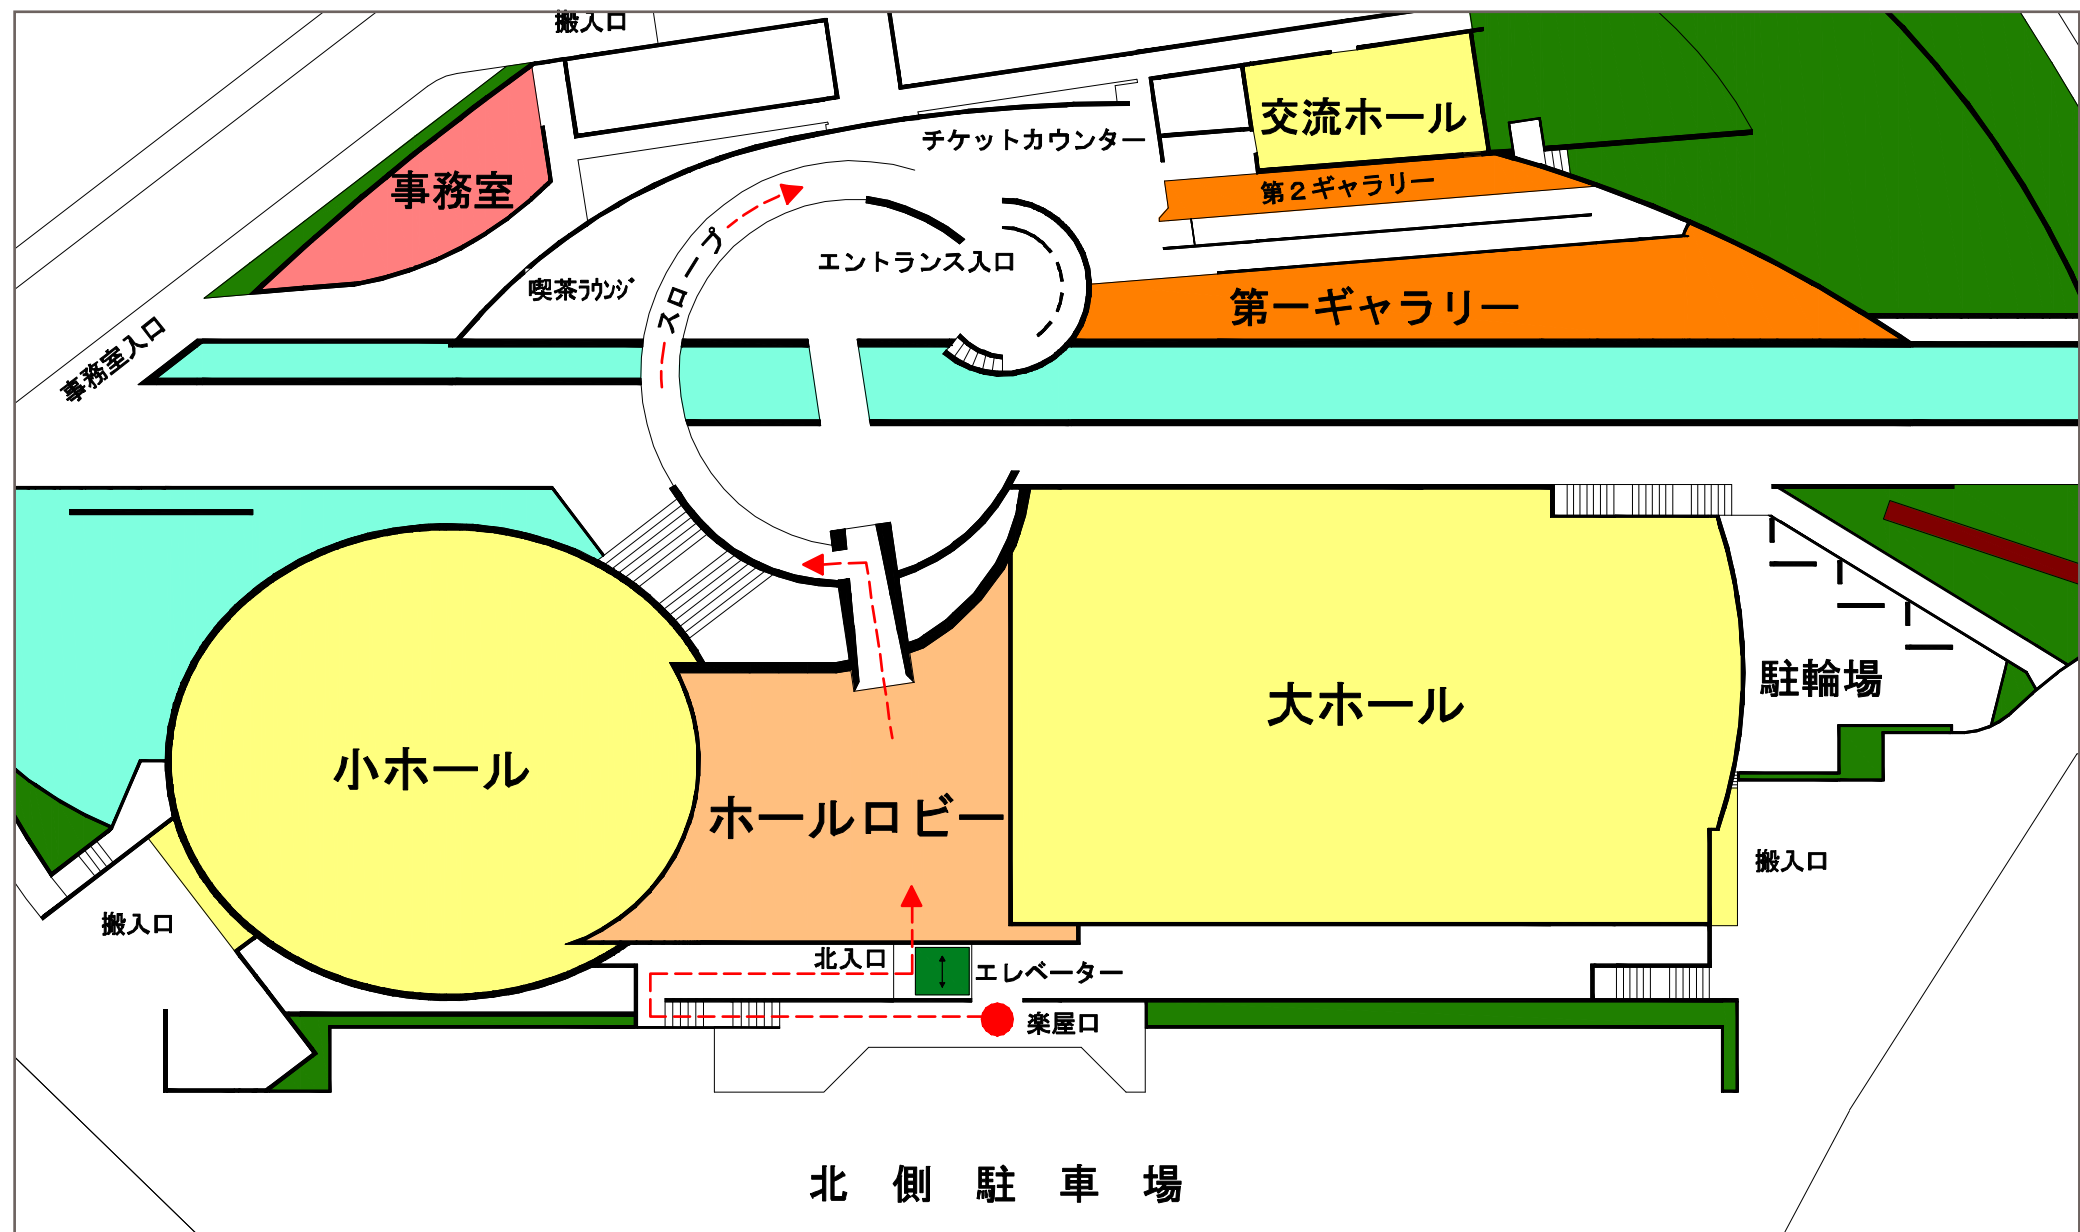 搬入口
交流ホール
チケットカウンター
事務室
第2ギャラリー
スロープ
エントランス入口
喫茶ラウンジ
第一ギャラリー
事務室入口
駐輪場
大ホール
小ホール
ホールロビー
搬入口
搬入口
北入口
エレベーター
楽屋口
北側駐車場